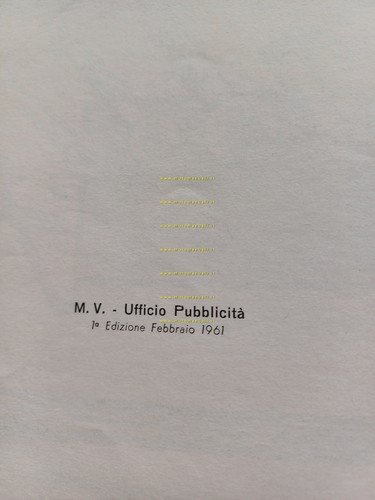 M. V. - Ufficio Pubblicità
1ª Edizione Febbraio 1961